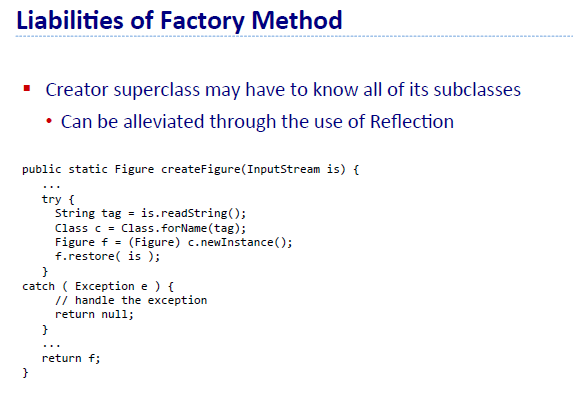 Liabilities of Factory Method
▪ Creator superclass may have to know all of its subclasses
• Can be alleviated through the use of Reflection
public static Figure createFigure(InputStream is) {
   ...
   try {
     String tag = is.readString();
     Class c = Class.forName(tag);
     Figure f = (Figure) c.newInstance();
     f.restore( is );
   }
catch ( Exception e ) {
     // handle the exception
     return null;
   }
   ...
   return f;
}